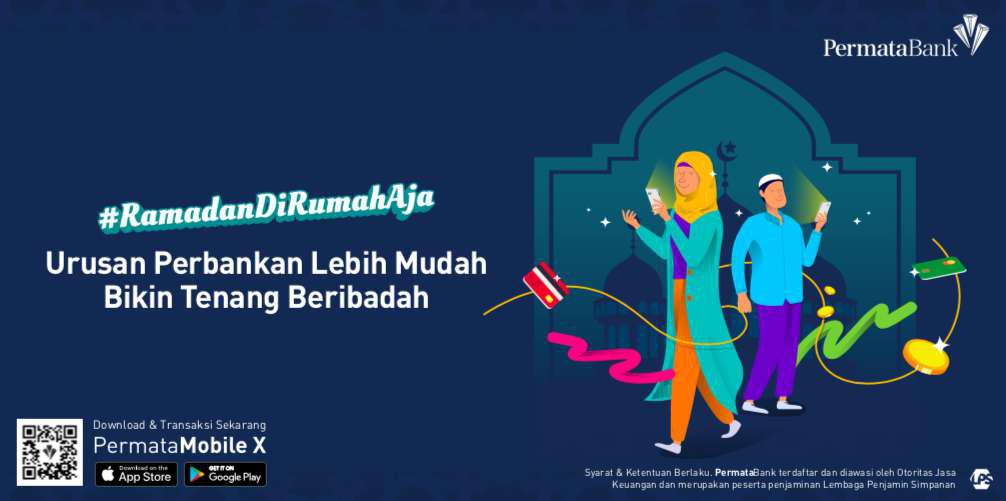 PermataBank
#RamadanDiRumahAja
Urusan Perbankan Lebih Mudah
Bikin Tenang Beribadah
Download & Transaksi Sekarang
PermataMobile X
Download on the
App Store
GET IT ON
Google Play
Syarat & Ketentuan Berlaku. PermataBank terdaftar dan diawasi oleh Otoritas Jasa
Keuangan dan merupakan peserta penjaminan Lembaga Penjamin Simpanan
LPS